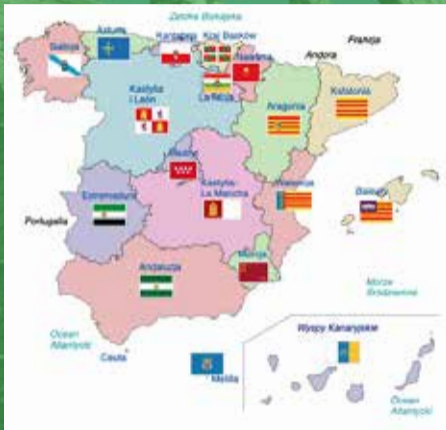 Zatoka Biskajska
Francja
Asturia
Kantabria
Kraj Basków
Galicja
Nawarra
Andora
Kastylia
i León
La Rioja
Aragonia
Katalonia
Madryt
Estremadura
Kastylia-
La Mancha
Walencja
Baleary
Portugalia
Murcja
Andaluzja
Morze
Śródziemne
Ocean
Atlantycki
Ceuta
Melilla
Wyspy Kanaryjskie
Ocean
Atlantycki